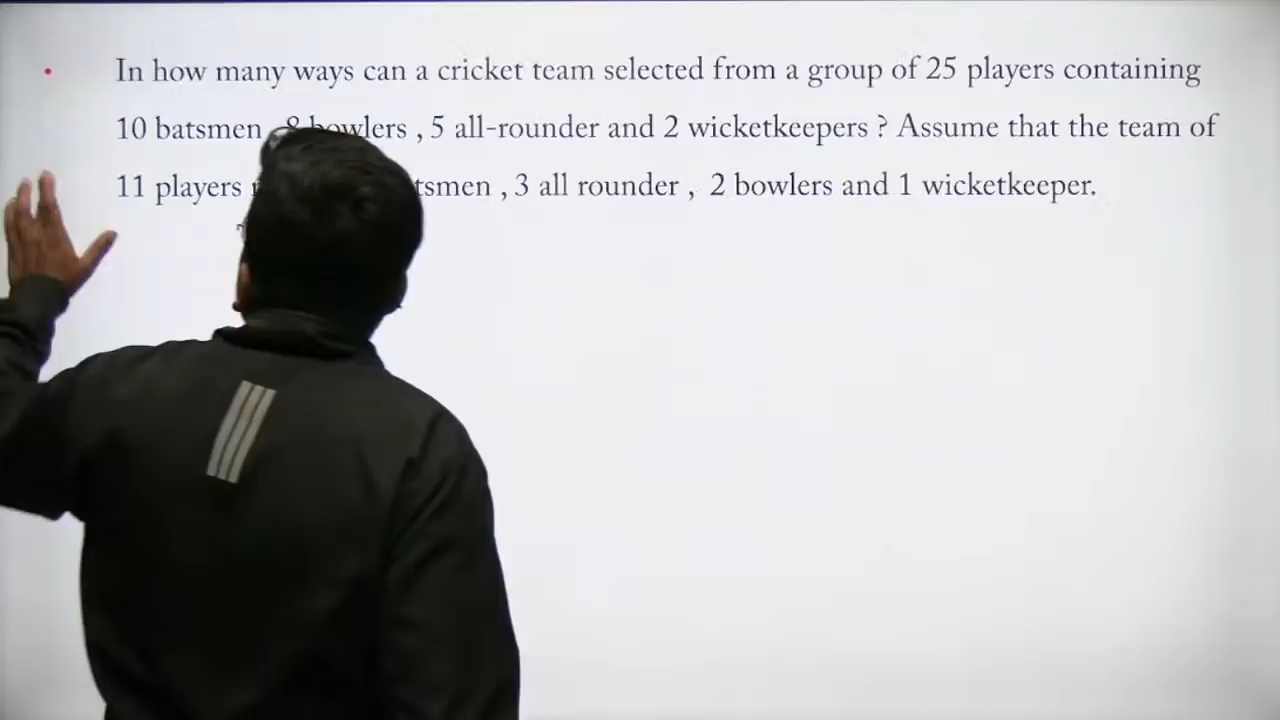 In how many ways can a cricket team selected from a group of 25 players containing
10 batsmen 8 bowlers , 5 all-rounder and 2 wicketkeepers ? Assume that the team of
11 players tsmen , 3 all rounder , 2 bowlers and 1 wicketkeeper.